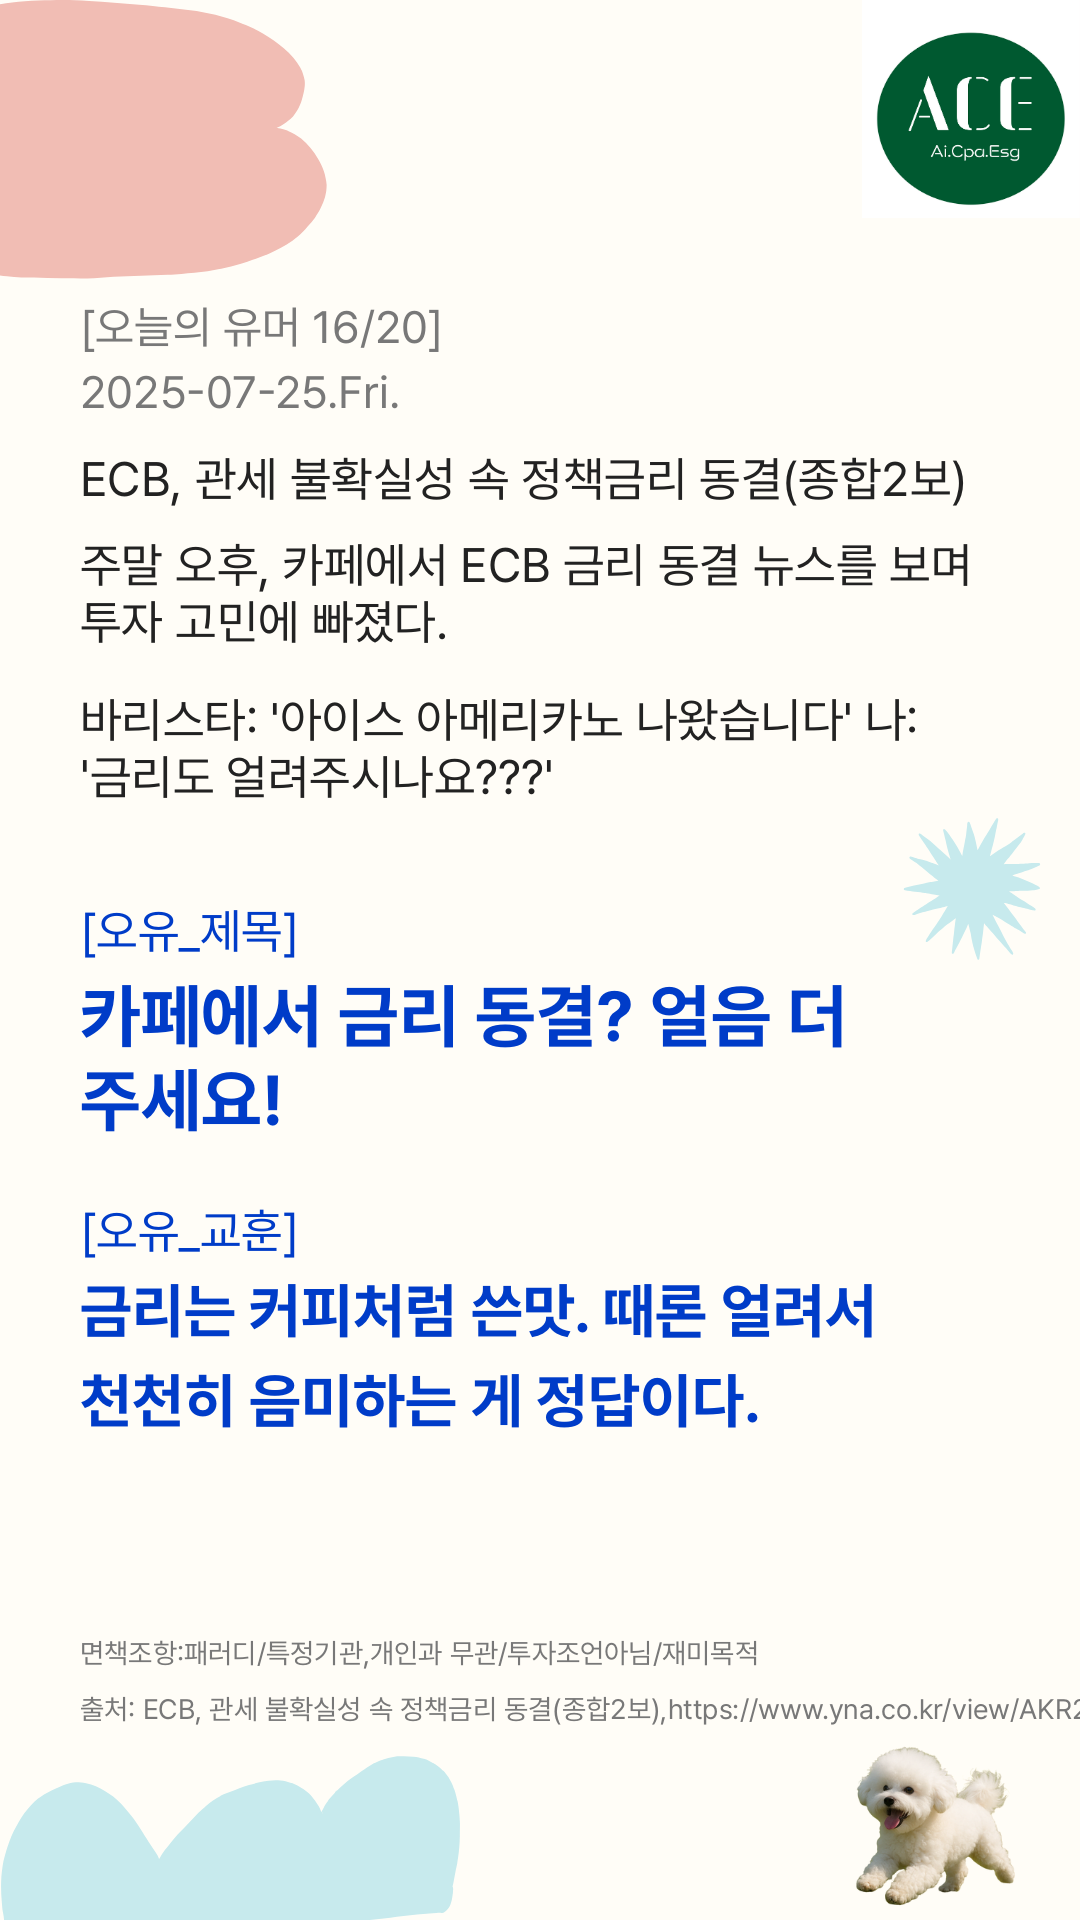 ACE
Ai.Cpa.Esg
[오늘의 유머 16/20]
2025-07-25.Fri.
ECB, 관세 불확실성 속 정책금리 동결(종합2보)
주말 오후, 카페에서 ECB 금리 동결 뉴스를 보며
투자 고민에 빠졌다.
바리스타: '아이스 아메리카노 나왔습니다' 나:
'금리도 얼려주시나요???'
[오유_제목]
카페에서 금리 동결? 얼음 더
주세요!
[오유_교훈]
금리는 커피처럼 쓴맛. 때론 얼려서
천천히 음미하는 게 정답이다.
면책조항:패러디/특정기관,개인과 무관/투자조언아님/재미목적
출처: ECB, 관세 불확실성 속 정책금리 동결(종합2보),https://www.yna.co.kr/view/AKR2